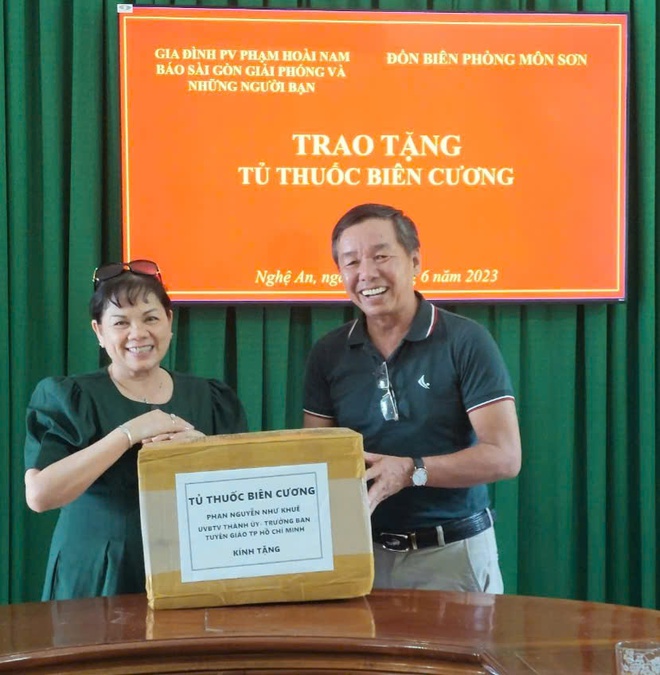 GIA ĐÌNH PV PHẠM HOÀI NAM
BÁO SÀI GÒN GIẢI PHÓNG VÀ
NHỮNG NGƯỜI BẠN
ĐỒN BIÊN PHÒNG MÔN SƠN
TRAO TẶNG
TỦ THUỐC BIÊN CƯƠNG
Nghệ An, 6 năm 2023
TỦ THUỐC BIÊN CƯƠNG
PHAN NGUYỄN NHƯ KHUÊ
UVBTV THÀNH ỦY - TRƯỞNG BAN
TUYÊN GIÁO TP HỒ CHÍ MINH
KÍNH TẶNG